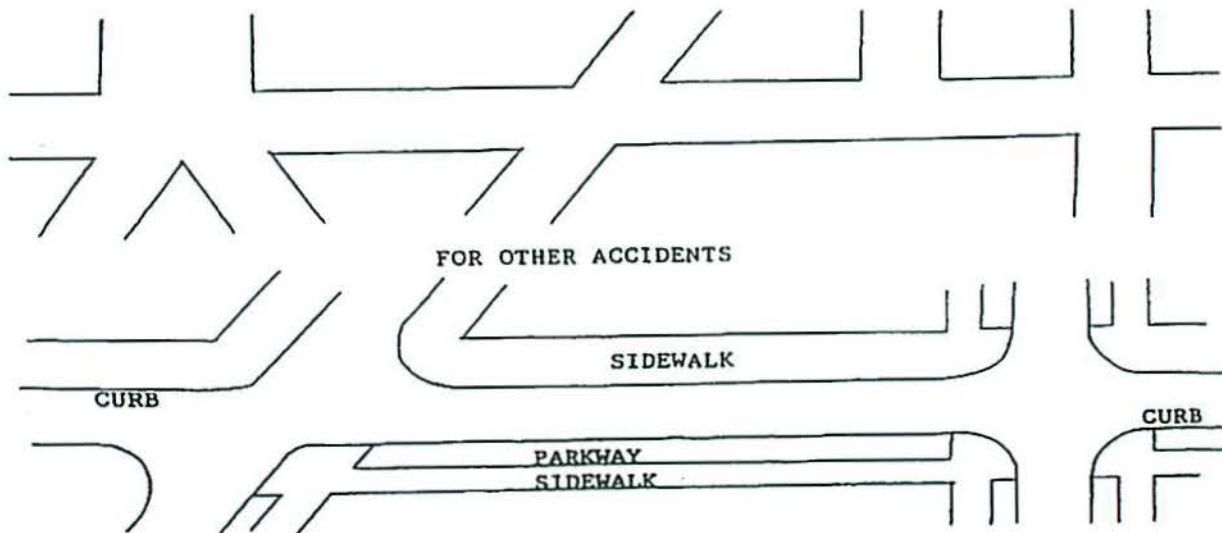 FOR OTHER ACCIDENTS
SIDEWALK
CURB
CURB
PARKWAY
SIDEWALK